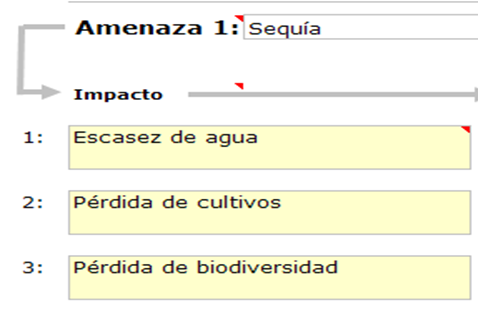 Amenaza 1: Sequía
Impacto
1: Escasez de agua
2: Pérdida de cultivos
3: Pérdida de biodiversidad